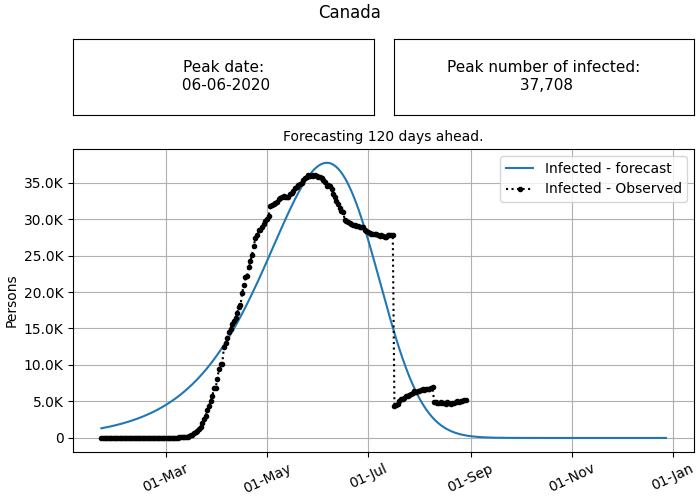 Canada
Peak date:
06-06-2020
Peak number of infected:
37,708
Forecasting 120 days ahead.
Infected - forecast
Infected - Observed
Persons
35.0K
30.0K
25.0K
20.0K
15.0K
10.0K
5.0K
0
01-Mar
01-May
01-Jul
01-Sep
01-Nov
01-Jan